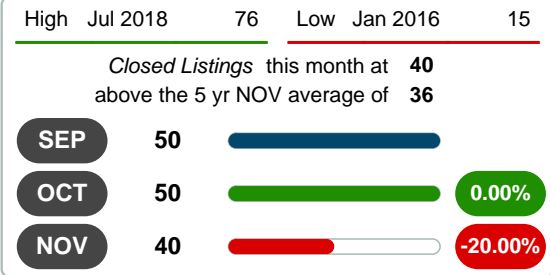 High Jul 2018 76 Low Jan 2016 15
Closed Listings this month at 40
above the 5 yr NOV average of 36
SEP 50
OCT 50 0.00%
NOV 40 -20.00%